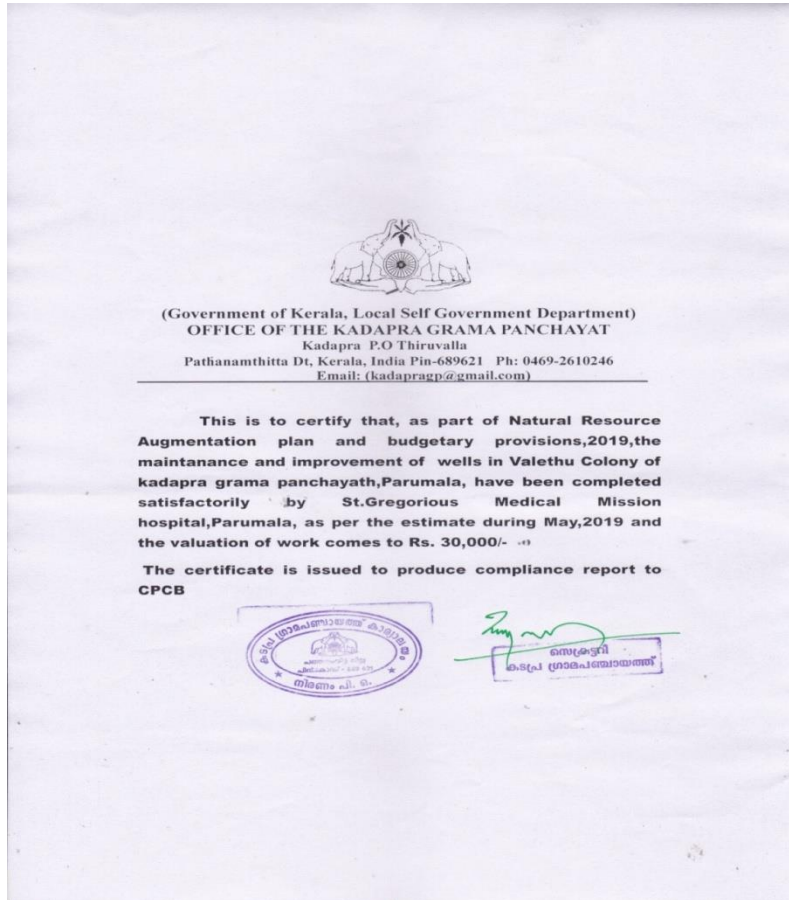 (Government of Kerala, Local Self Government Department)
OFFICE OF THE KADAPRA GRAMA PANCHAYAT
Kadapra P.O Thiruvalla
Pathanamthitta Dt, Kerala, India Pin-689621 Ph: 0469-2610246
Email: (kadapragp@gmail.com)
This is to certify that, as part of Natural Resource
Augmentation plan and budgetary provisions,2019,the
maintanance and improvement of wells in Valethu Colony of
kadapra grama panchayath,Parumala, have been completed
satisfactorily by St.Gregorious Medical Mission
hospital,Parumala, as per the estimate during May,2019 and
the valuation of work comes to Rs. 30,000/-
The certificate is issued to produce compliance report to
CPCB
കടപ്ര ഗ്രാമപഞ്ചായത്ത് കാര്യാലയം
നിരണം പി. ഒ.
സെക്രട്ടറി
കടപ്ര ഗ്രാമപഞ്ചായത്ത്